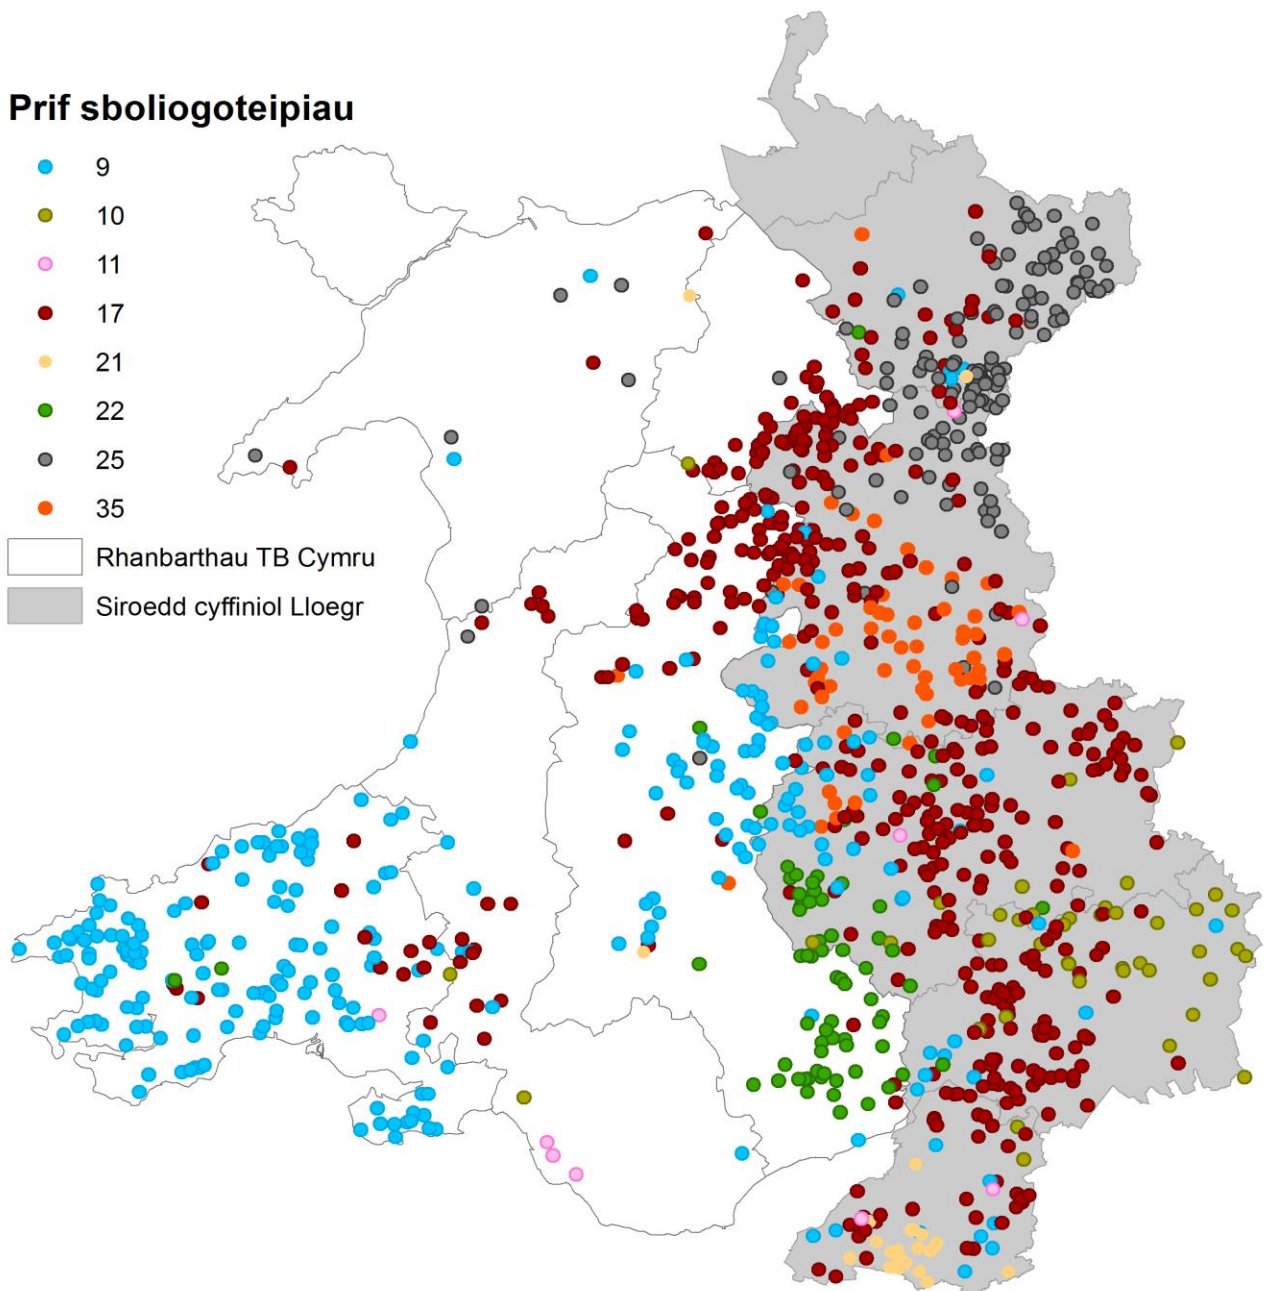 Prif sboliogoteipiau
9
10
11
17
21
22
25
35
Rhanbarthau TB Cymru
Siroedd cyffiniol Lloegr